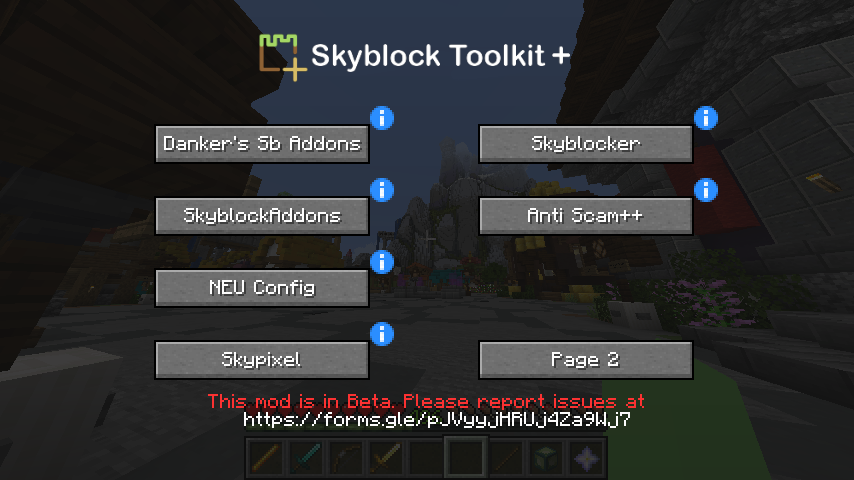 Skyblock Toolkit +
Danker's Sb Addons
Skyblocker
SkyblockAddons
Anti Scam++
NEU Config
Skypixel
Page 2
This mod is in Beta. Please report issues at
https://forms.gle/pJVyyjHRUj4Za9Wj7